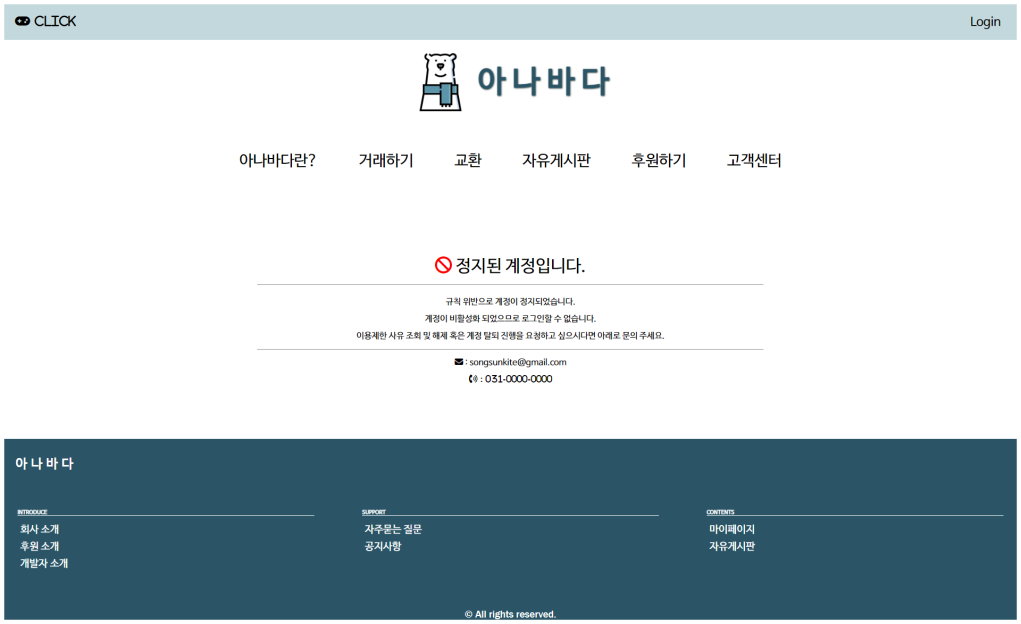 CLICK
Login
아나바다
아나바다란? 거래하기 교환 자유게시판 후원하기 고객센터
정지된 계정입니다.
규칙 위반으로 계정이 정지되었습니다.
계정이 비활성화 되었으므로 로그인할 수 없습니다.
이용제한 사유 조회 및 해제 혹은 계정 탈퇴 진행을 요청하고 싶으시다면 아래로 문의 주세요.
: songsunkite@gmail.com
: 031-0000-0000
아 나 바 다
INTRODUCE
회사 소개
후원 소개
개발자 소개
SUPPORT
자주묻는 질문
공지사항
CONTENTS
마이페이지
자유게시판
© All rights reserved.